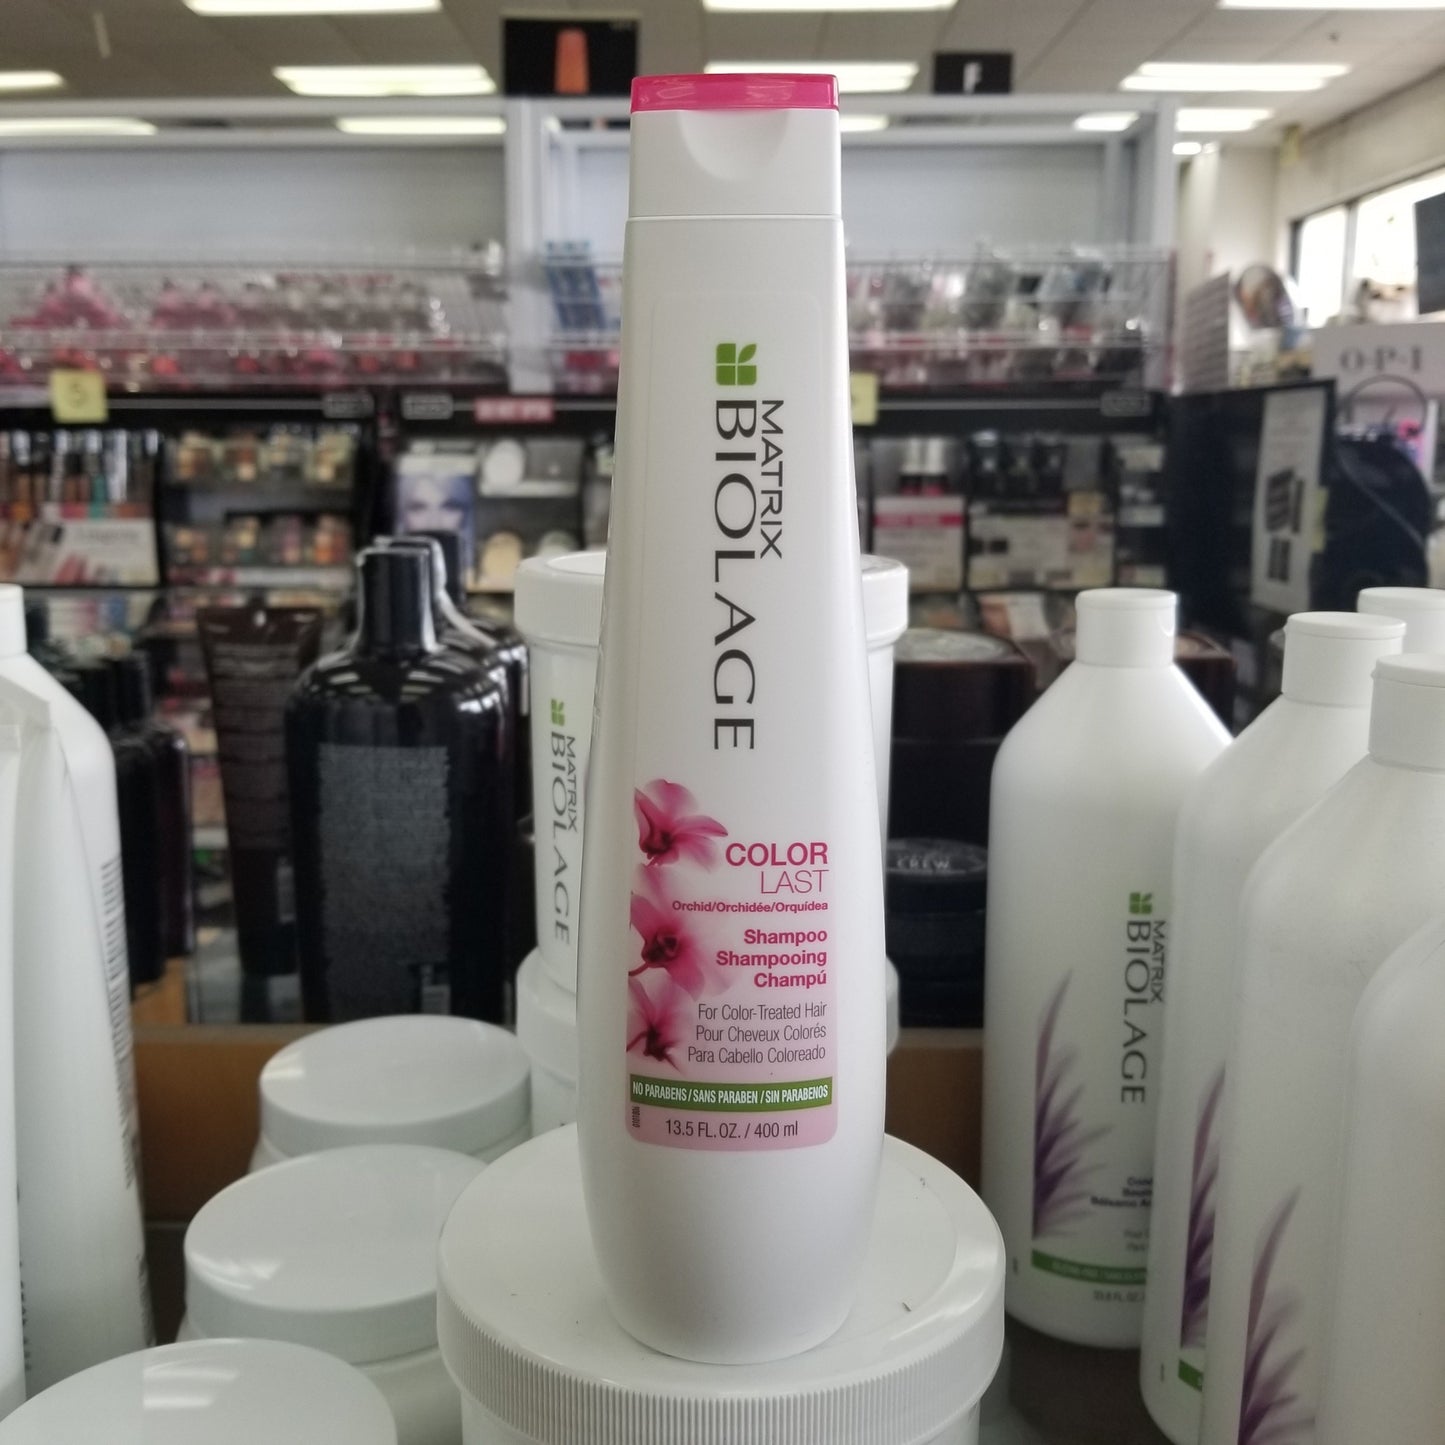 MATRIX
BIOLAGE
COLOR
LAST
Orchid/Orchidée/Orquídea
Shampoo
Shampooing
Champú
For Color-Treated Hair
Pour Cheveux Colorés
Para Cabello Coloreado
NO PARABENS / SANS PARABEN / SIN PARABENOS
13.5 FL. OZ. / 400 ml
MATRIX
BIOLAGE
MATRIX
BIOLAGE
O·P·I
CREW
F